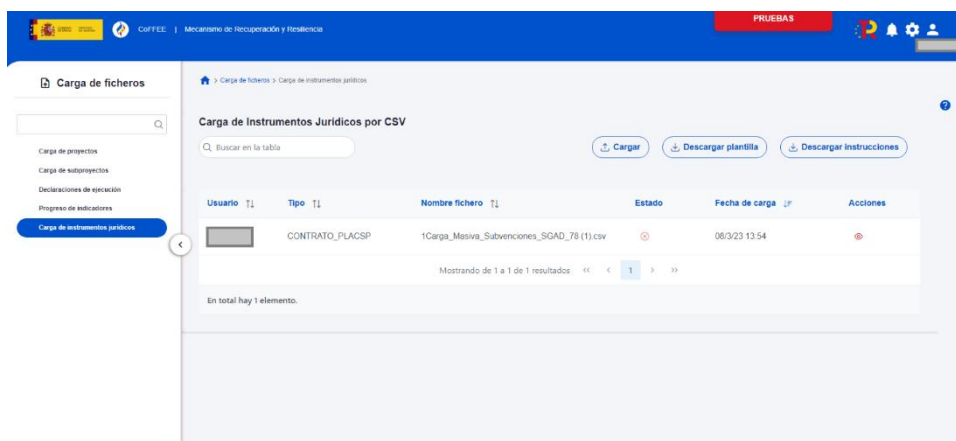 PRUEBAS
CoFFEE | Mecanismo de Recuperación y Resiliencia
Carga de ficheros
> Carga de ficheros > Carga de instrumentos jurídicos
Carga de Instrumentos Jurídicos por CSV
Buscar en la tabla
Cargar
Descargar plantilla
Descargar instrucciones
Carga de proyectos
Carga de subproyectos
Declaraciones de ejecución
Progreso de indicadores
Carga de instrumentos jurídicos
Usuario Tipo Nombre fichero Estado Fecha de carga Acciones
CONTRATO_PLACSP 1Carga_Masiva_Subvenciones_SGAD_78 (1).csv 08/3/23 13:54
Mostrando de 1 a 1 de 1 resultados << < 1 > >>
En total hay 1 elemento.